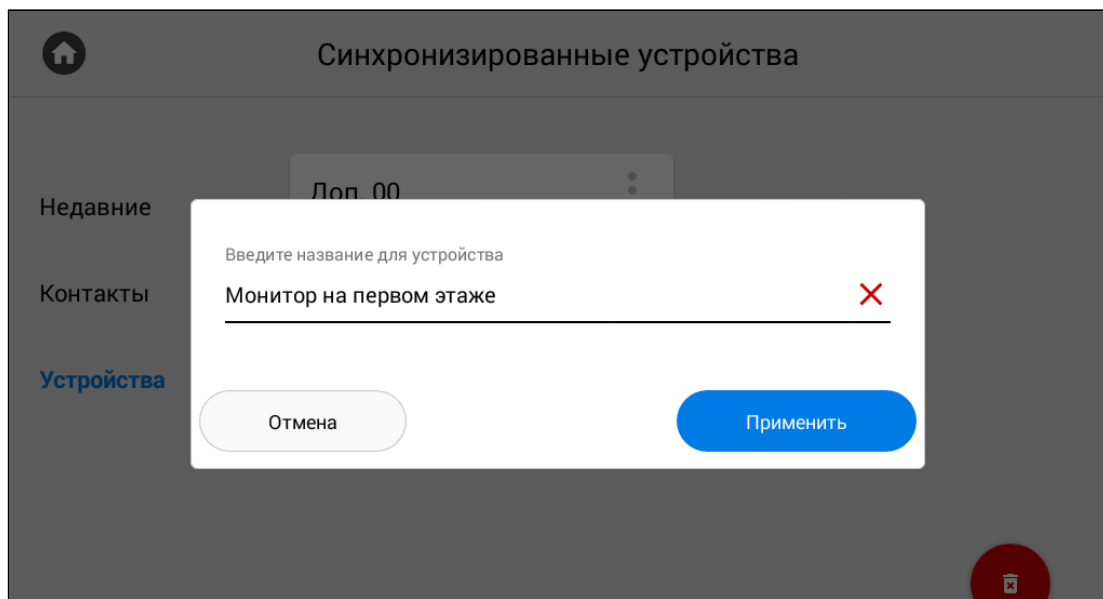 Синхронизированные устройства
Доп. 00
Недавние
Введите название для устройства
Монитор на первом этаже
Контакты
Устройства
Отмена
Применить